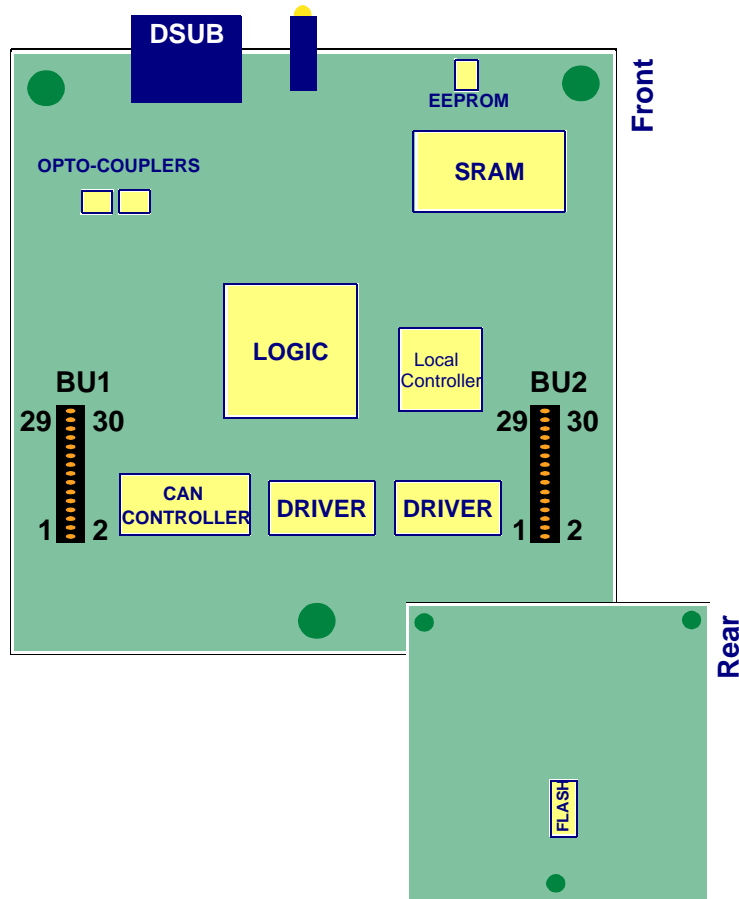 DSUB
EEPROM
Front
OPTO-COUPLERS
SRAM
LOGIC
Local
Controller
BU1
29 30
1 2
BU2
29 30
1 2
CAN
CONTROLLER
DRIVER
DRIVER
Rear
FLASH